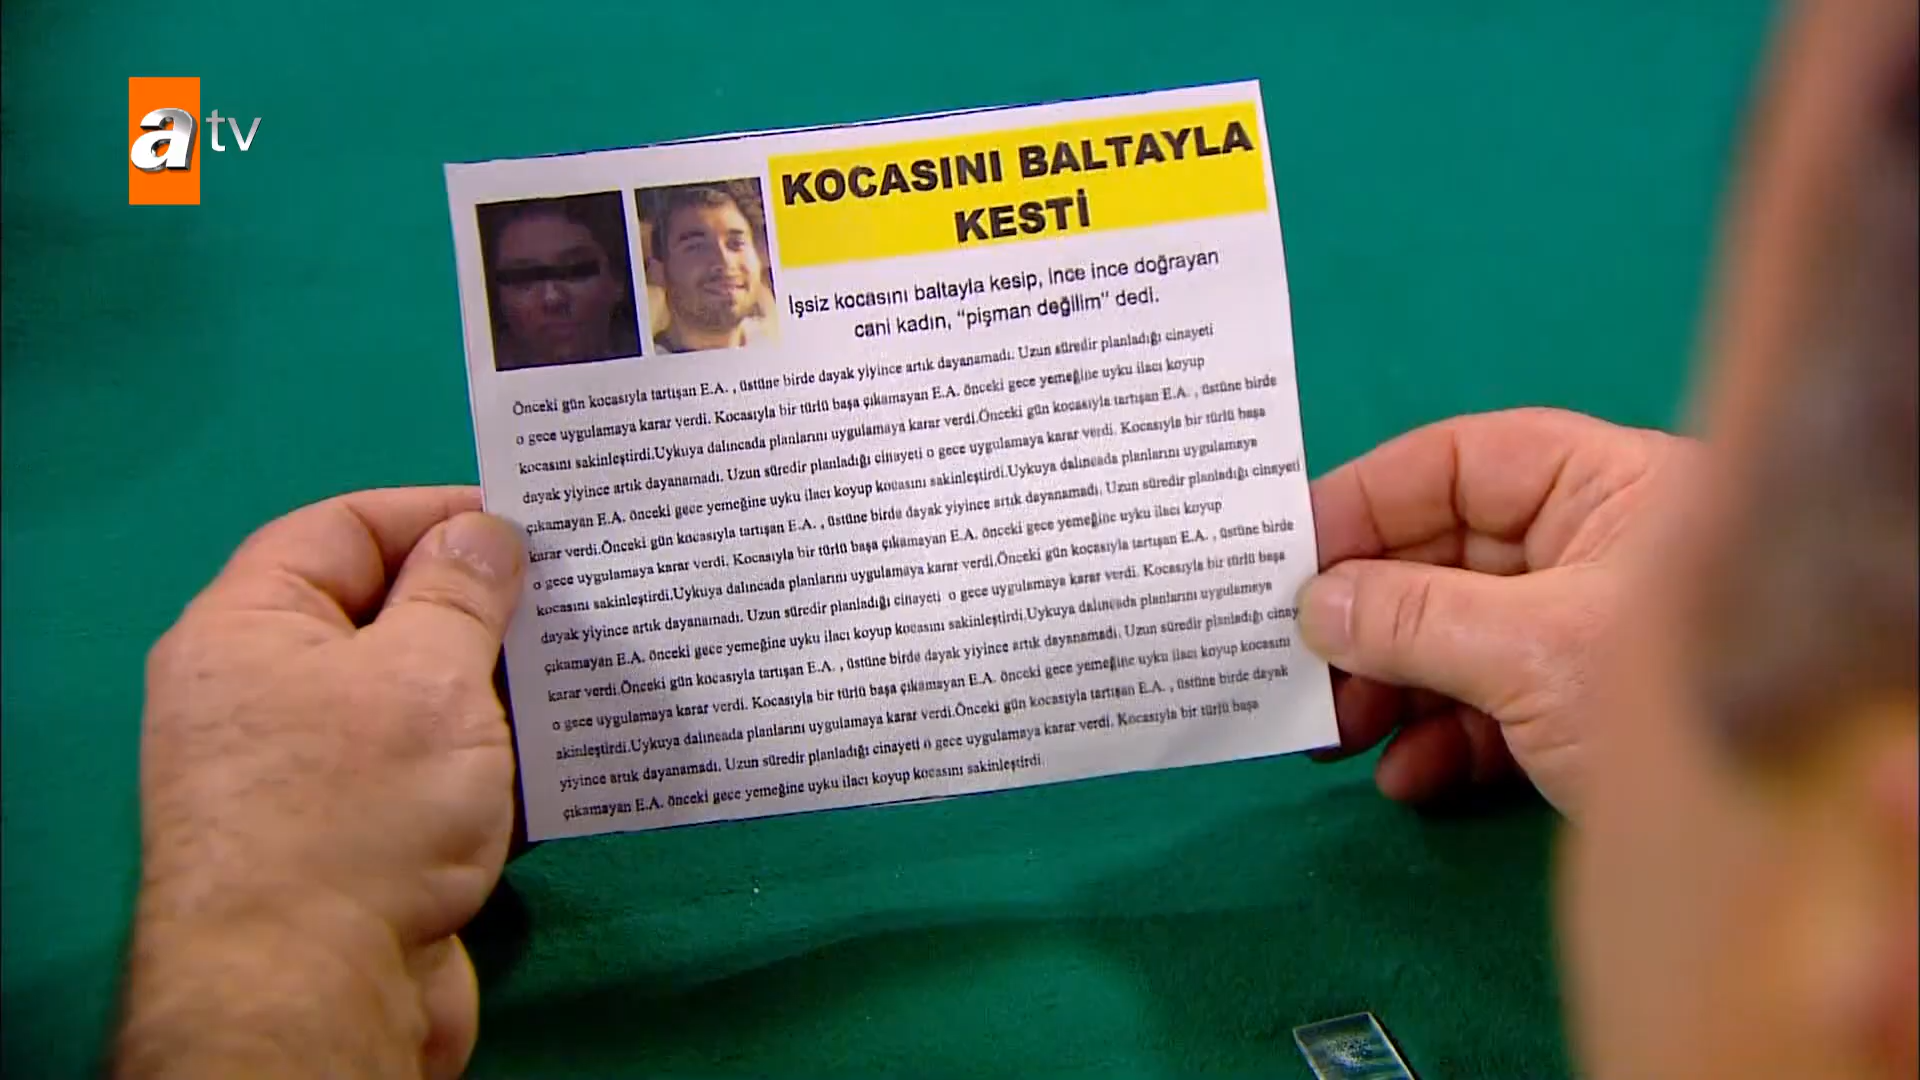 atv
KOCASINI BALTAYLA
KESTİ
İşsiz kocasını baltayla kesip, ince ince doğrayan
cani kadın, “pişman değilim” dedi.
Önceki gün kocasıyla tartışan E.A. , üstüne birde dayak yiyince artık dayanamadı. Uzun süredir planladığı cinayeti
o gece uygulamaya karar verdi. Kocasıyla bir türlü başa çıkamayan E.A. önceki gece yemeğine uyku ilacı koyup
kocasını sakinleştirdi.Uykuya dalıncada planlarını uygulamaya karar verdi.Önceki gün kocasıyla tartışan E.A. , üstüne birde
dayak yiyince artık dayanamadı. Uzun süredir planladığı cinayeti o gece uygulamaya karar verdi. Kocasıyla bir türlü başa
çıkamayan E.A. önceki gece yemeğine uyku ilacı koyup kocasını sakinleştirdi.Uykuya dalıncada planlarını uygulamaya
karar verdi.Önceki gün kocasıyla tartışan E.A. , üstüne birde dayak yiyince artık dayanamadı. Uzun süredir planladığı cinayeti
o gece uygulamaya karar verdi. Kocasıyla bir türlü başa çıkamayan E.A. önceki gece yemeğine uyku ilacı koyup
kocasını sakinleştirdi.Uykuya dalıncada planlarını uygulamaya karar verdi.Önceki gün kocasıyla tartışan E.A. , üstüne birde
dayak yiyince artık dayanamadı. Uzun süredir planladığı cinayeti o gece uygulamaya karar verdi. Kocasıyla bir türlü başa
çıkamayan E.A. önceki gece yemeğine uyku ilacı koyup kocasını sakinleştirdi.Uykuya dalıncada planlarını uygulamaya
karar verdi.Önceki gün kocasıyla tartışan E.A. , üstüne birde dayak yiyince artık dayanamadı. Uzun süredir planladığı cinay
o gece uygulamaya karar verdi. Kocasıyla bir türlü başa çıkamayan E.A. önceki gece yemeğine uyku ilacı koyup kocasını
akinleştirdi.Uykuya dalıncada planlarını uygulamaya karar verdi.Önceki gün kocasıyla tartışan E.A. , üstüne birde dayak
yiyince artık dayanamadı. Uzun süredir planladığı cinayeti o gece uygulamaya karar verdi. Kocasıyla bir türlü başa
çıkamayan E.A. önceki gece yemeğine uyku ilacı koyup kocasını sakinleştirdi.